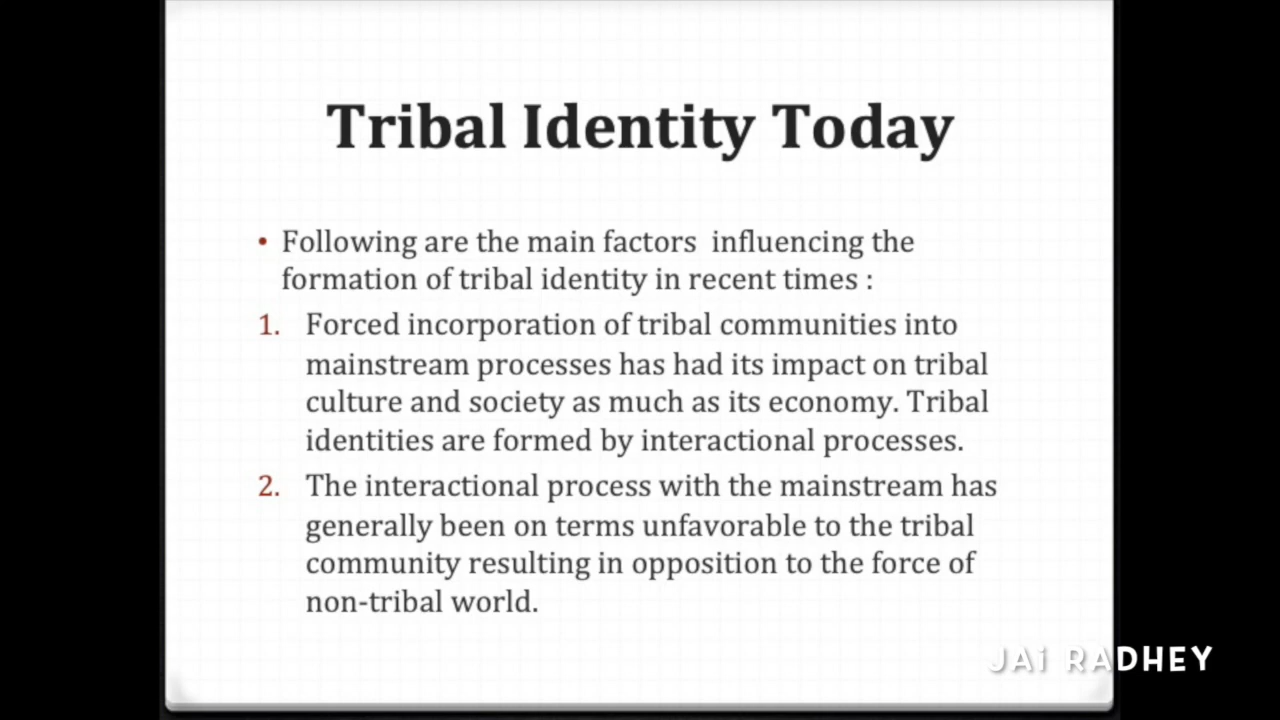 Tribal Identity Today
• Following are the main factors  influencing the
formation of tribal identity in recent times :
1. Forced incorporation of tribal communities into
mainstream processes has had its impact on tribal
culture and society as much as its economy. Tribal
identities are formed by interactional processes.
2. The interactional process with the mainstream has
generally been on terms unfavorable to the tribal
community resulting in opposition to the force of
non-tribal world.
JAi RADHEY